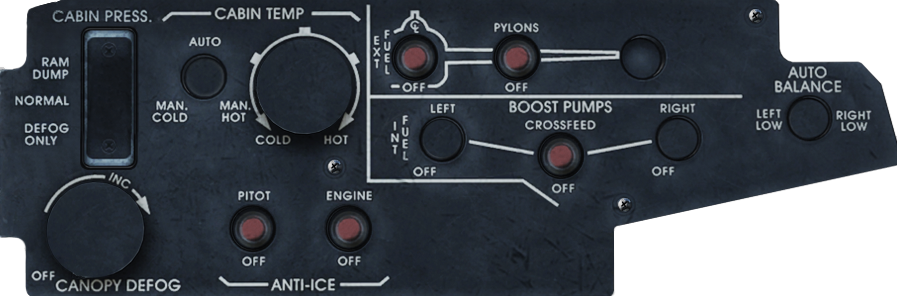 CABIN PRESS.
RAM
DUMP
NORMAL
DEFOG
ONLY
CABIN TEMP
AUTO
MAN.
COLD
MAN.
HOT
COLD
HOT
INC
OFF
CANOPY DEFOG
PITOT
OFF
ENGINE
OFF
ANTI-ICE
EXT
FUEL
CL
OFF
PYLONS
OFF
INT
FUEL
BOOST PUMPS
LEFT
OFF
CROSSFEED
OFF
RIGHT
OFF
AUTO
BALANCE
LEFT
LOW
RIGHT
LOW